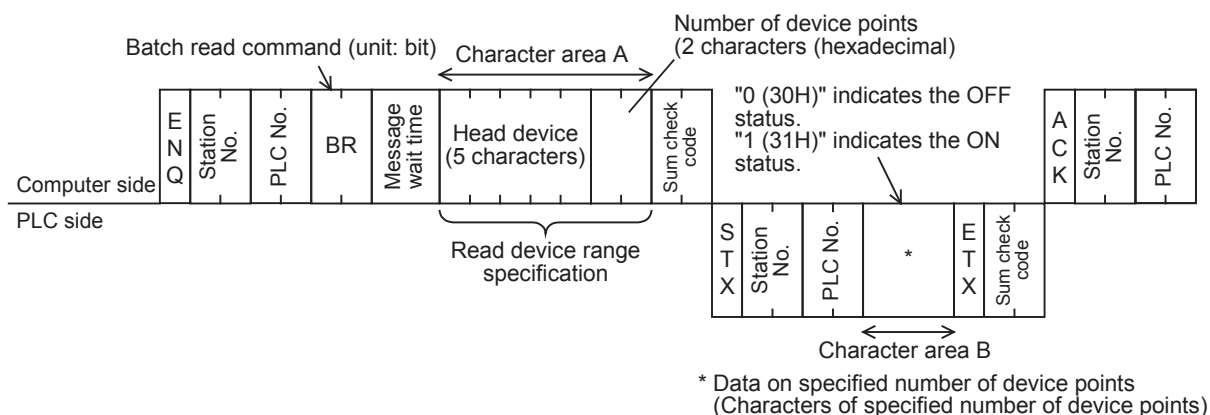 Number of device points
(2 characters (hexadecimal)
Batch read command (unit: bit)
Character area A
"0 (30H)" indicates the OFF
status.
"1 (31H)" indicates the ON
status.
ENQ
Station
No.
PLC No.
BR
Message
wait time
Head device
(5 characters)
Sum check
code
ACK
Station
No.
PLC No.
Computer side
PLC side
Read device range
specification
STX
Station
No.
PLC No.
*
ETX
Sum check
code
Character area B
* Data on specified number of device points
(Characters of specified number of device points)